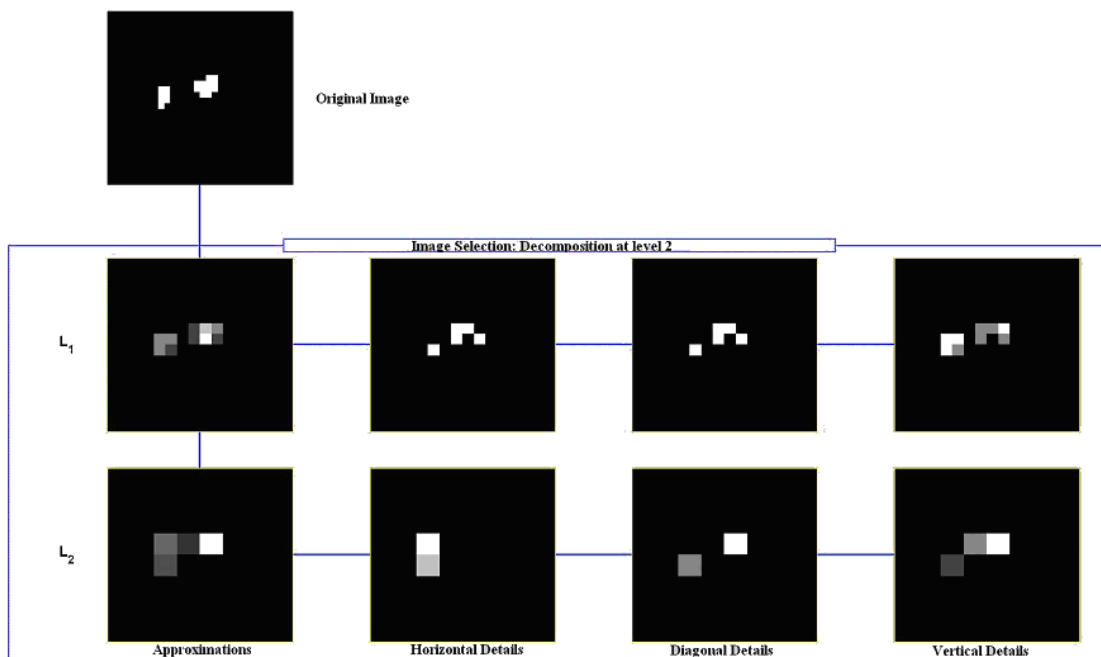 Original Image
Image Selection: Decomposition at level 2
L1
L2
Approximations Horizontal Details Diagonal Details Vertical Details